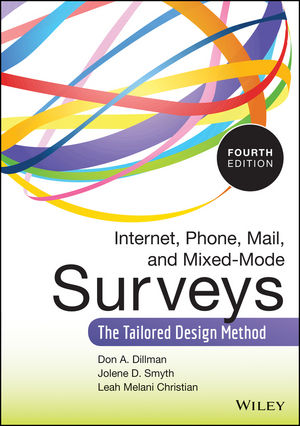 FOURTH
EDITION
Internet, Phone, Mail,
and Mixed-Mode
Surveys
The Tailored Design Method
Don A. Dillman
Jolene D. Smyth
Leah Melani Christian
WILEY